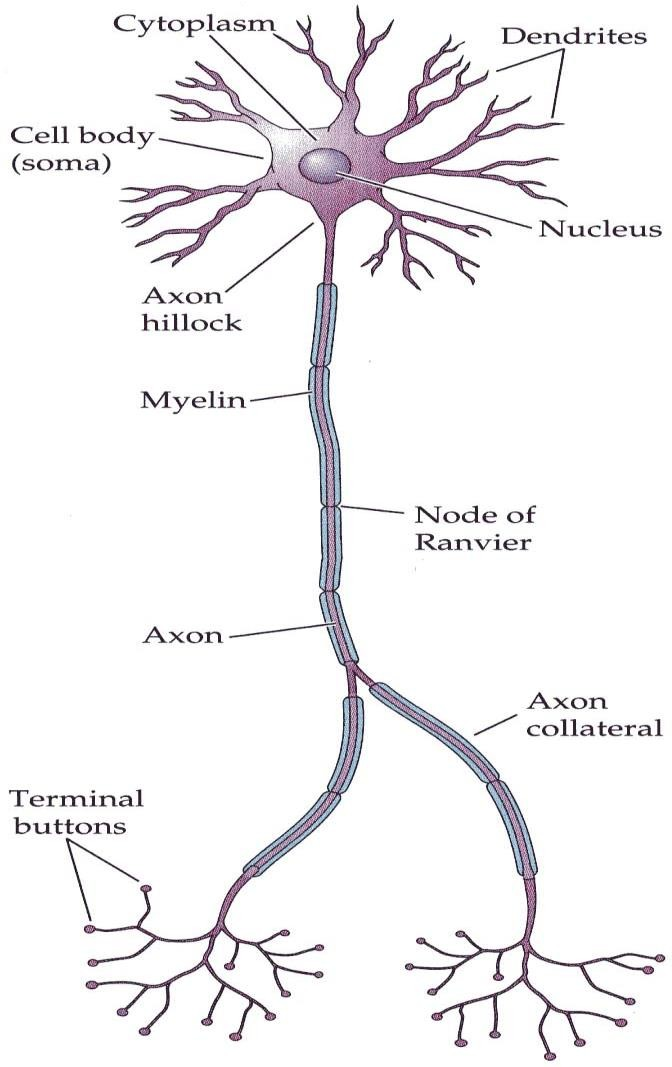 Cytoplasm
Dendrites
Cell body
(soma)
Nucleus
Axon
hillock
Myelin
Node of
Ranvier
Axon
Axon
collateral
Terminal
buttons